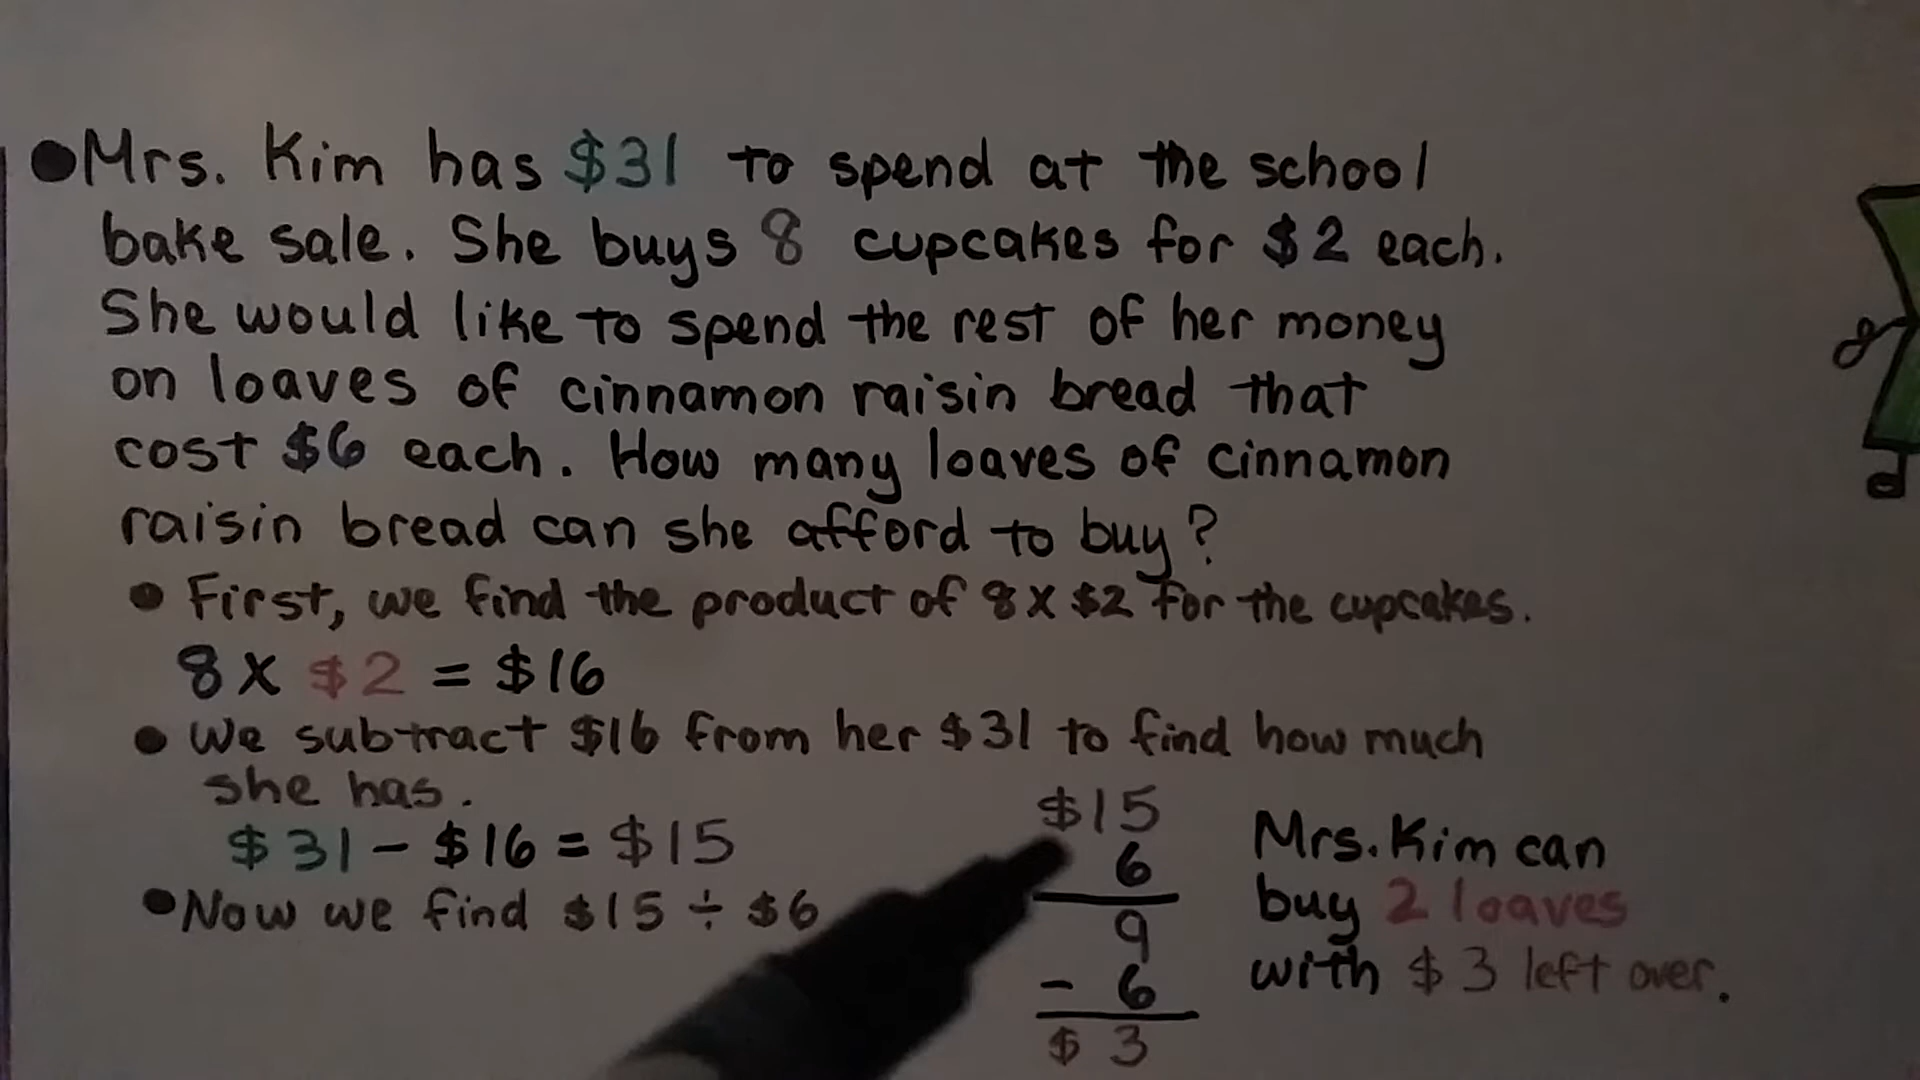 ●Mrs. Kim has $31 to spend at the school
bake sale. She buys 8 cupcakes for $2 each.
She would like to spend the rest of her money
on loaves of cinnamon raisin bread that
cost $6 each. How many loaves of cinnamon
raisin bread can she afford to buy?
● First, we find the product of 8 x $2 for the cupcakes.
8 x $2 = $16
● We subtract $16 from her $31 to find how much
she has.
$31 - $16 = $15
●Now we find $15 ÷ $6
$15
6
9
- 6
$ 3
Mrs. Kim can
buy 2 loaves
with $3 left over.